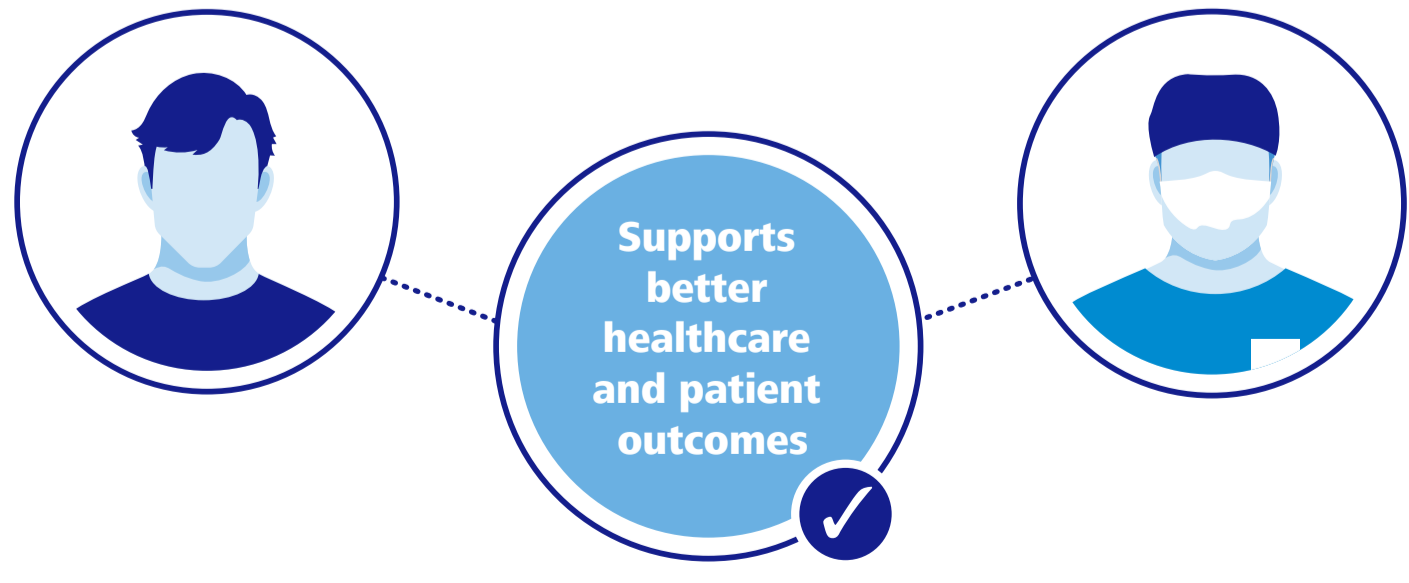 Supports
better
healthcare
and patient
outcomes